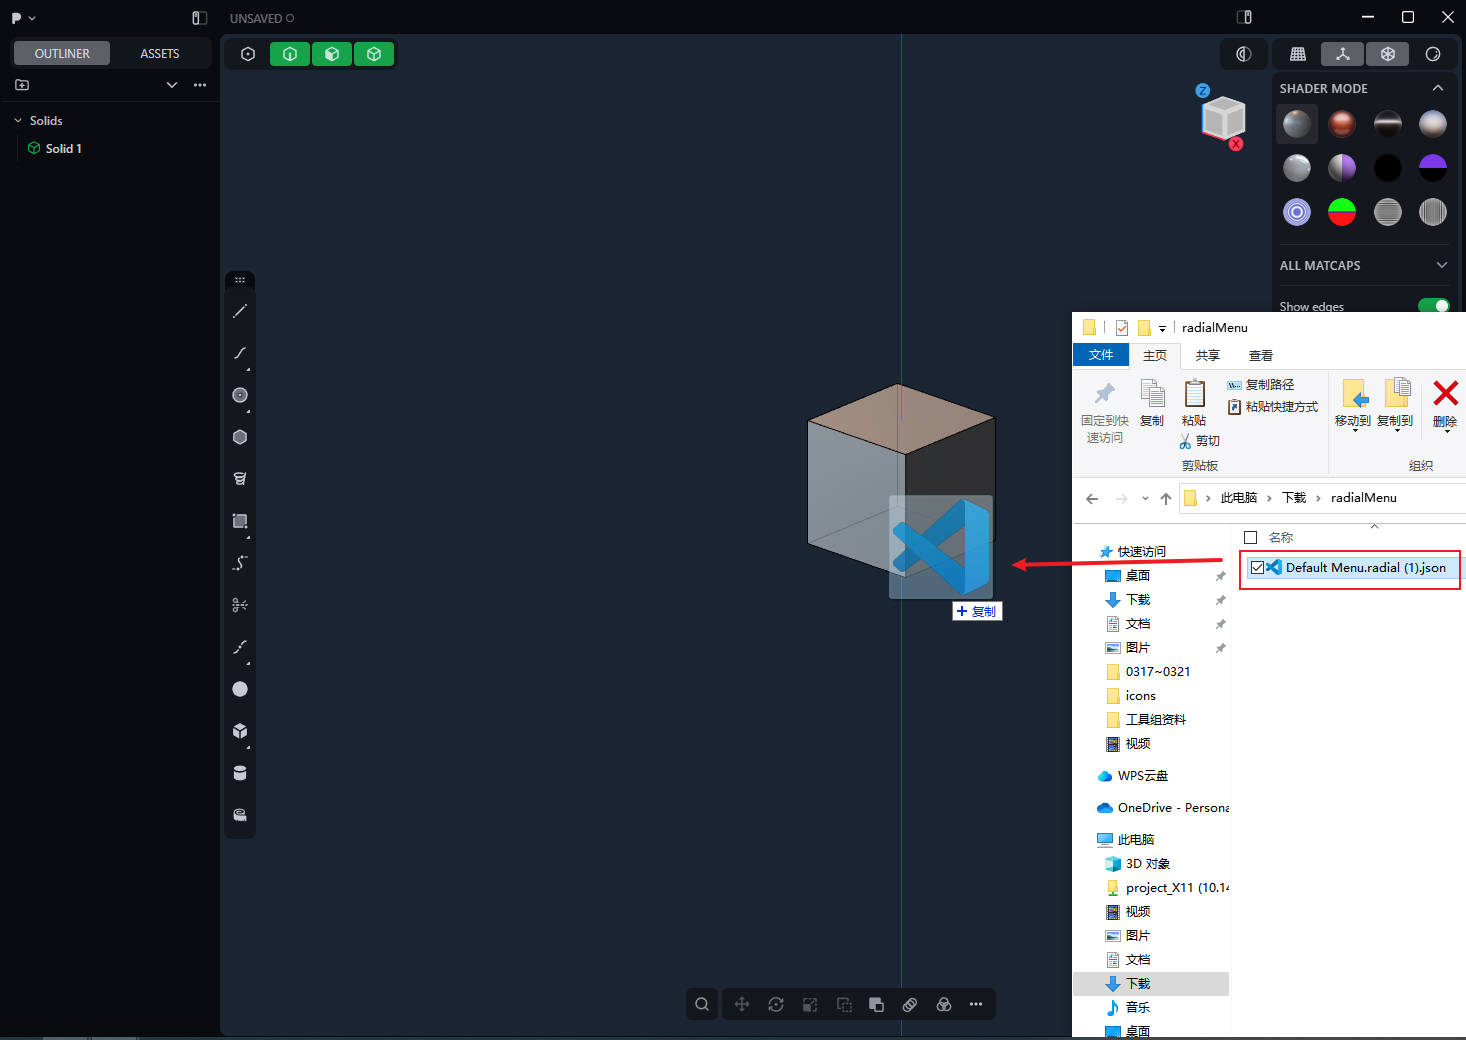 UNSAVED
OUTLINER
ASSETS
Solids
Solid 1
Z
X
SHADER MODE
ALL MATCAPS
Show edges
radialMenu
文件
主页
共享
查看
固定到快
速访问
复制
粘贴
复制路径
粘贴快捷方式
剪切
移动到
复制到
删除
剪贴板
组织
此电脑
下载
radialMenu
名称
Default Menu.radial (1).json
+ 复制
快速访问
桌面
下载
文档
图片
0317~0321
icons
工具组资料
视频
WPS云盘
OneDrive - Persona
此电脑
3D 对象
project_X11 (10.14
视频
图片
文档
下载
音乐
桌面